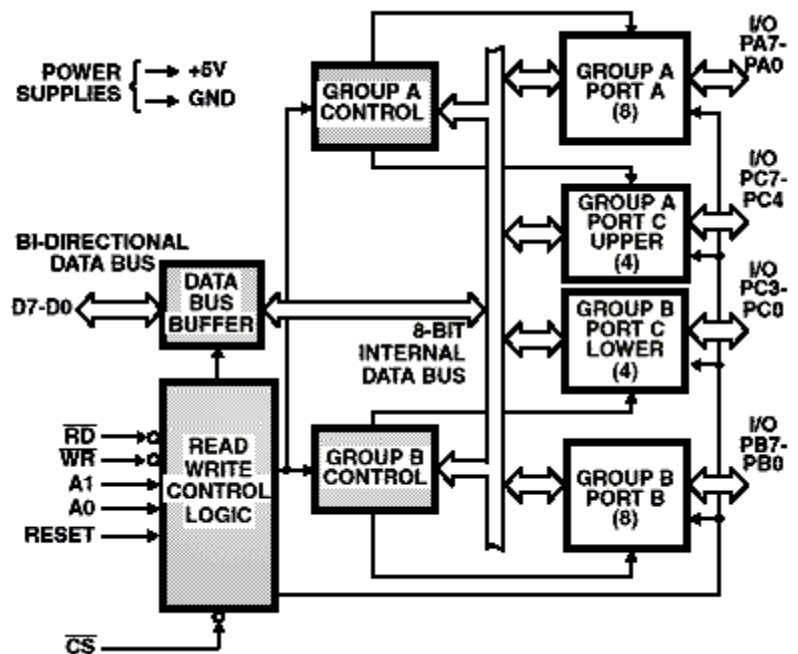 POWER
SUPPLIES
+5V
GND
GROUP A
CONTROL
GROUP A
PORT A
(8)
I/O
PA7-
PA0
GROUP A
PORT C
UPPER
(4)
I/O
PC7-
PC4
BI-DIRECTIONAL
DATA BUS
D7-D0
DATA
BUS
BUFFER
8-BIT
INTERNAL
DATA BUS
GROUP B
PORT C
LOWER
(4)
I/O
PC3-
PC0
RD
WR
A1
A0
RESET
CS
READ
WRITE
CONTROL
LOGIC
GROUP B
CONTROL
GROUP B
PORT B
(8)
I/O
PB7-
PB0